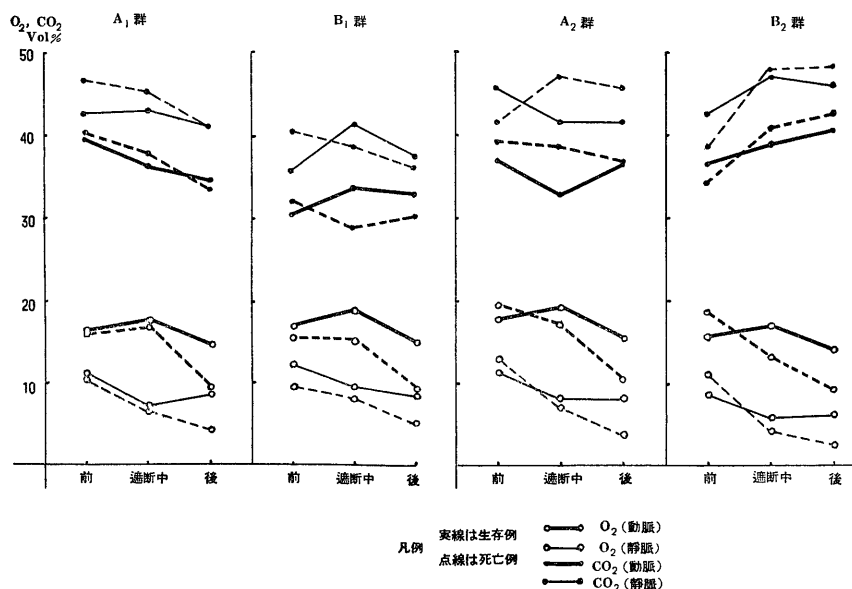 O₂, CO₂
Vol%
A₁ 群
B₁ 群
A₂ 群
B₂ 群
50
40
30
20
10
前 遮断中 後
前 遮断中 後
前 遮断中 後
前 遮断中 後
凡例
実線は生存例
点線は死亡例
O₂ (動脈)
O₂ (靜脈)
CO₂ (動脈)
CO₂ (靜脈)